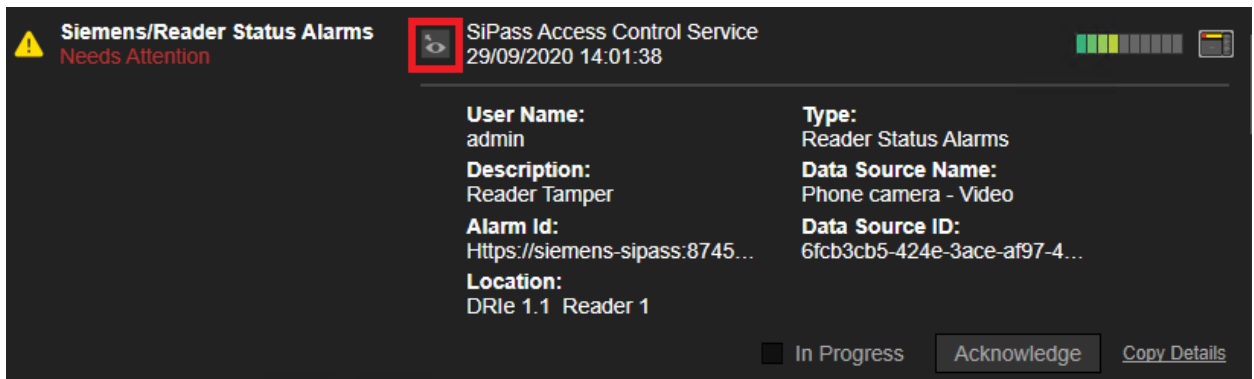 Siemens/Reader Status Alarms
Needs Attention
SiPass Access Control Service
29/09/2020 14:01:38
User Name:
admin
Type:
Reader Status Alarms
Description:
Reader Tamper
Data Source Name:
Phone camera - Video
Alarm Id:
Https://siemens-sipass:8745...
Data Source ID:
6fcb3cb5-424e-3ace-af97-4...
Location:
DRIe 1.1 Reader 1
In Progress
Acknowledge
Copy Details